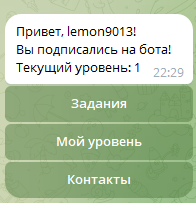 Привет, lemon9013!
Вы подписались на бота!
Текущий уровень: 1
22:29
Задания
Мой уровень
Контакты